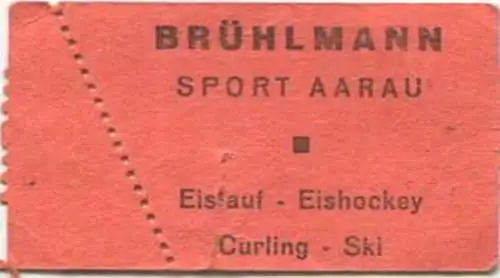 BRÜHLMANN
SPORT AARAU
Eislauf - Eishockey
Curling - Ski